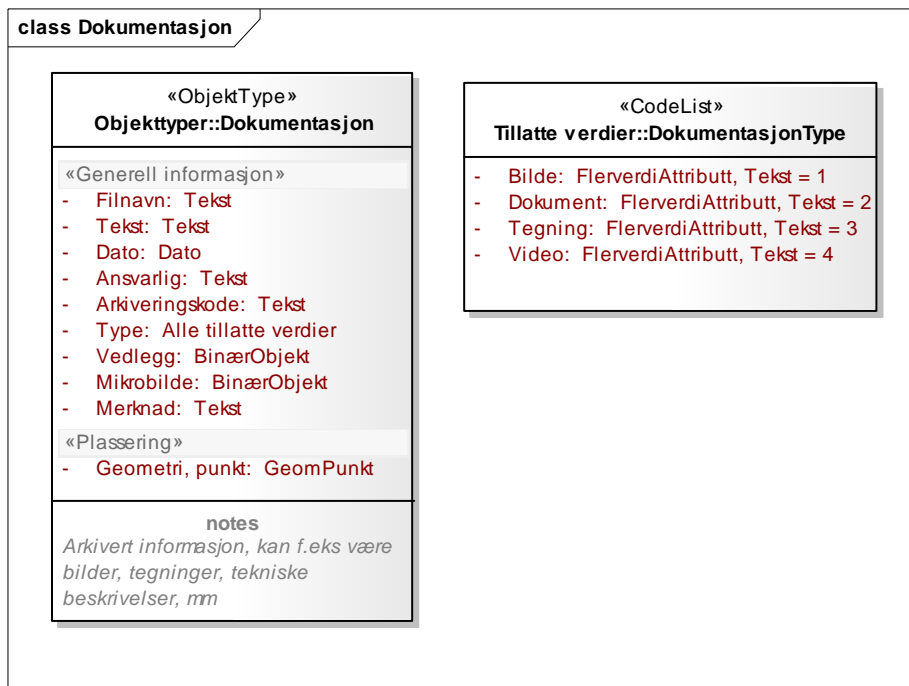 class Dokumentasjon
«ObjektType»
Objekttyper::Dokumentasjon
«Generell informasjon»
- Filnavn: Tekst
- Tekst: Tekst
- Dato: Dato
- Ansvarlig: Tekst
- Arkiveringskode: Tekst
- Type: Alle tillatte verdier
- Vedlegg: BinærObjekt
- Mikrobilde: BinærObjekt
- Merknad: Tekst
«Plassering»
- Geometri, punkt: GeomPunkt
notes
Arkivert informasjon, kan f.eks være
bilder, tegninger, tekniske
beskrivelser, mm
«CodeList»
Tillatte verdier::DokumentasjonType
- Bilde: FlerverdiAttributt, Tekst = 1
- Dokument: FlerverdiAttributt, Tekst = 2
- Tegning: FlerverdiAttributt, Tekst = 3
- Video: FlerverdiAttributt, Tekst = 4